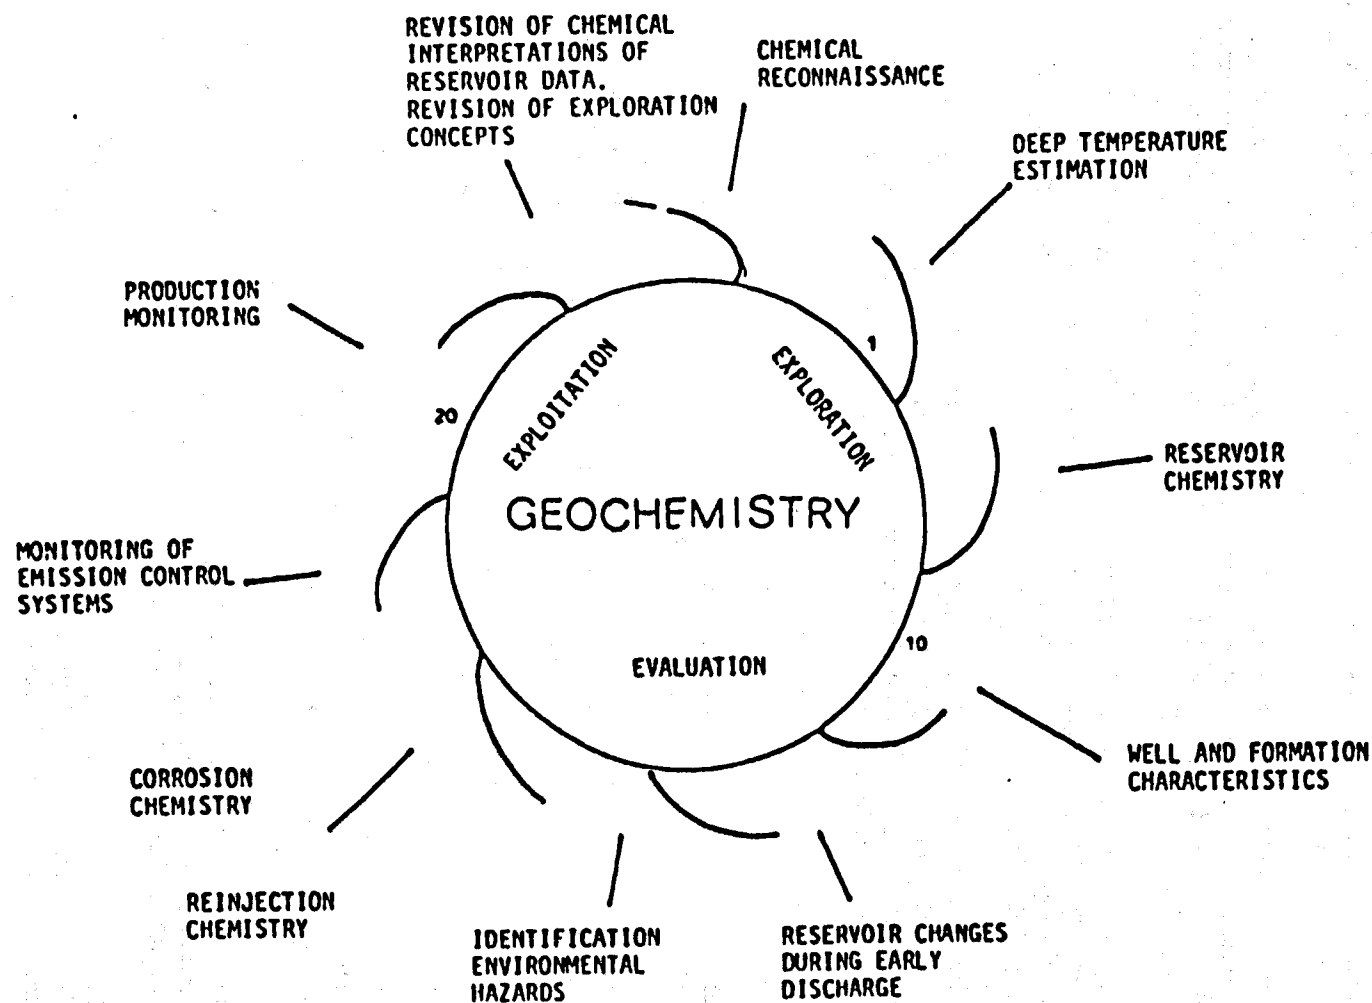 REVISION OF CHEMICAL
INTERPRETATIONS OF
RESERVOIR DATA.
REVISION OF EXPLORATION
CONCEPTS
CHEMICAL
RECONNAISSANCE
DEEP TEMPERATURE
ESTIMATION
PRODUCTION
MONITORING
1
20
EXPLOITATION
EXPLORATION
RESERVOIR
CHEMISTRY
GEOCHEMISTRY
MONITORING OF
EMISSION CONTROL
SYSTEMS
10
EVALUATION
WELL AND FORMATION
CHARACTERISTICS
CORROSION
CHEMISTRY
REINJECTION
CHEMISTRY
IDENTIFICATION
ENVIRONMENTAL
HAZARDS
RESERVOIR CHANGES
DURING EARLY
DISCHARGE